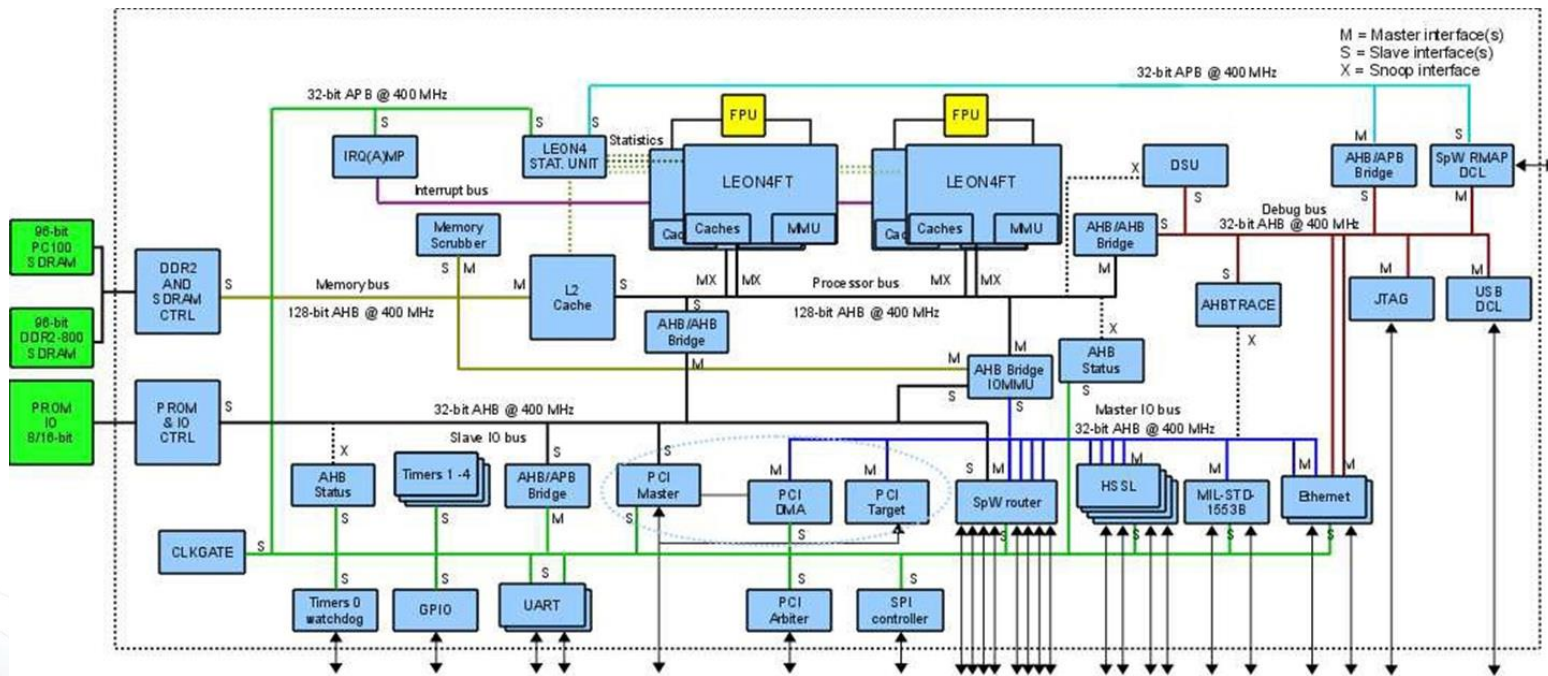 M = Master interface(s)
S = Slave interface(s)
X = Snoop interface
32-bit APB @ 400 MHz
32-bit APB @ 400 MHz
S
S
S
M
S
FPU
FPU
IRQ(A)MP
LEON4
STAT. UNIT
Statistics
LEON4FT
LEON4FT
X
DSU
AHB/APB
Bridge
SpW RMAP
DCL
Interrupt bus
S
S
M
Caches
MMU
Cac
Caches
MMU
Cac
Memory
Scrubber
AHB/AHB
Bridge
S
Debug bus
32-bit AHB @ 400 MHz
96-bit
PC100
SDRAM
DDR2
AND
SDRAM
CTRL
S
S
M
M
L2
Cache
S
MX
MX
MX
MX
M
S
M
M
Memory bus
128-bit AHB @ 400 MHz
Processor bus
128-bit AHB @ 400 MHz
AHBTRACE
JTAG
USB
DCL
96-bit
DDR2-800
SDRAM
S
AHB/AHB
Bridge
M
M
M
AHB Bridge
IOMMU
S
S
X
AHB
Status
S
X
PROM
IO
8/16-bit
PROM
& IO
CTRL
S
32-bit AHB @ 400 MHz
Slave IO bus
Master IO bus
32-bit AHB @ 400 MHz
X
S
S
M
M
S
M
M
M
M
M
AHB
Status
Timers 1 -4
AHB/APB
Bridge
PCI
Master
PCI
DMA
PCI
Target
SpW router
HSSL
MIL-STD-
1553B
Ethernet
S
S
M
S
S
S
S
S
S
CLKGATE
S
S
S
S
S
S
Timers 0
watchdog
GPIO
UART
PCI
Arbiter
SPI
controller